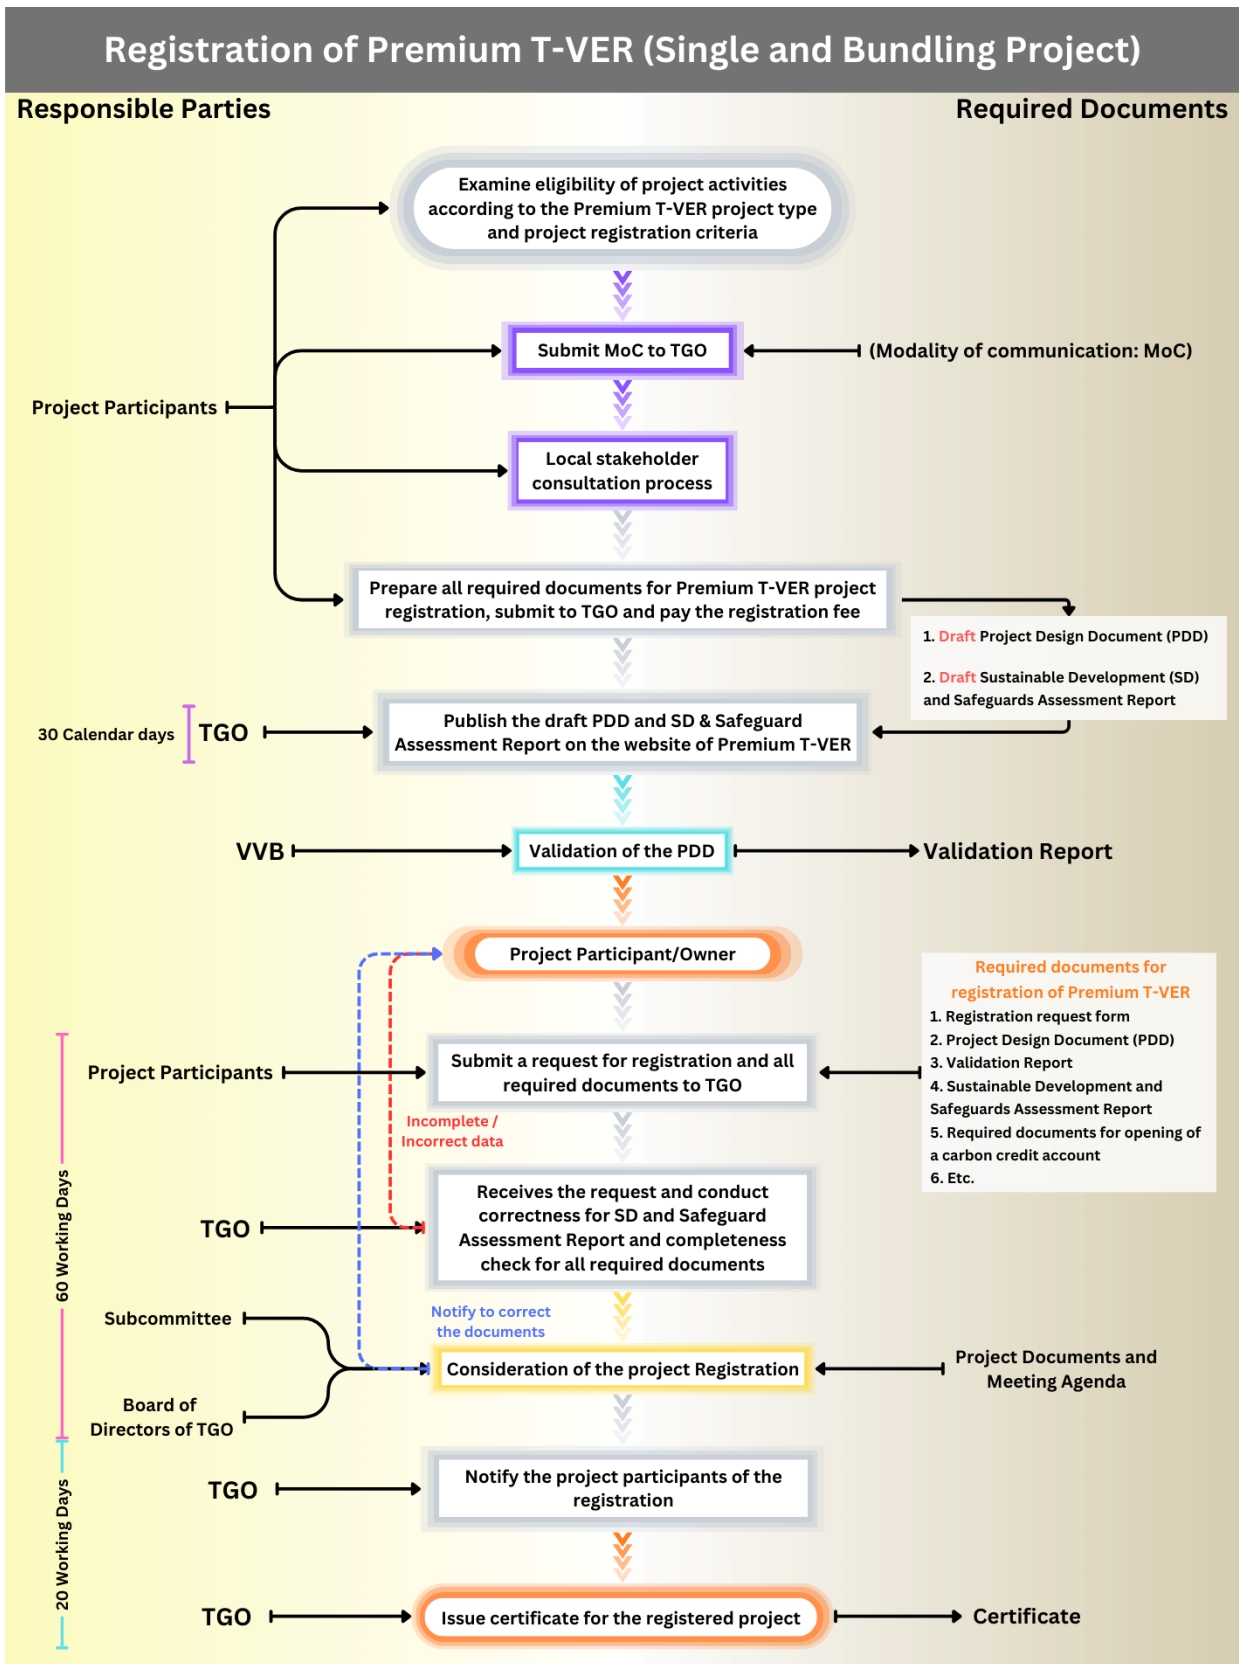 Registration of Premium T-VER (Single and Bundling Project)
Responsible Parties
Required Documents
Examine eligibility of project activities
according to the Premium T-VER project type
and project registration criteria
Submit MoC to TGO
(Modality of communication: MoC)
Project Participants
Local stakeholder
consultation process
Prepare all required documents for Premium T-VER project
registration, submit to TGO and pay the registration fee
1. Draft Project Design Document (PDD)
2. Draft Sustainable Development (SD)
and Safeguards Assessment Report
30 Calendar days
TGO
Publish the draft PDD and SD & Safeguard
Assessment Report on the website of Premium T-VER
VVB
Validation of the PDD
Validation Report
Project Participant/Owner
Required documents for
registration of Premium T-VER
1. Registration request form
2. Project Design Document (PDD)
3. Validation Report
4. Sustainable Development and
Safeguards Assessment Report
5. Required documents for opening of
a carbon credit account
6. Etc.
Project Participants
Submit a request for registration and all
required documents to TGO
Incomplete /
Incorrect data
60 Working Days
TGO
Receives the request and conduct
correctness for SD and Safeguard
Assessment Report and completeness
check for all required documents
Subcommittee
Notify to correct
the documents
Consideration of the project Registration
Project Documents and
Meeting Agenda
Board of
Directors of TGO
20 Working Days
TGO
Notify the project participants of the
registration
TGO
Issue certificate for the registered project
Certificate